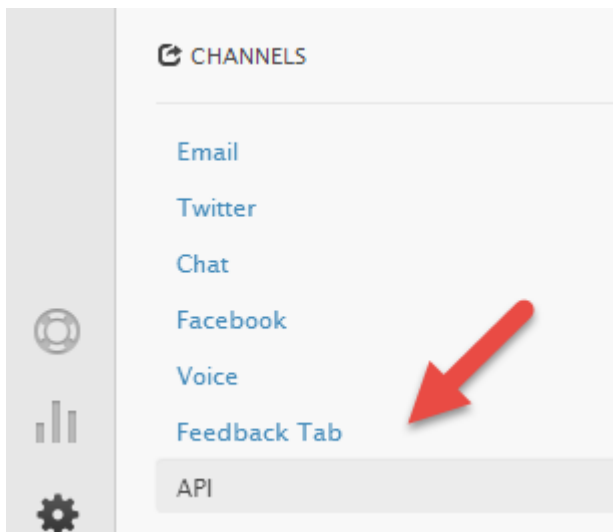 CHANNELS
Email
Twitter
Chat
Facebook
Voice
Feedback Tab
API